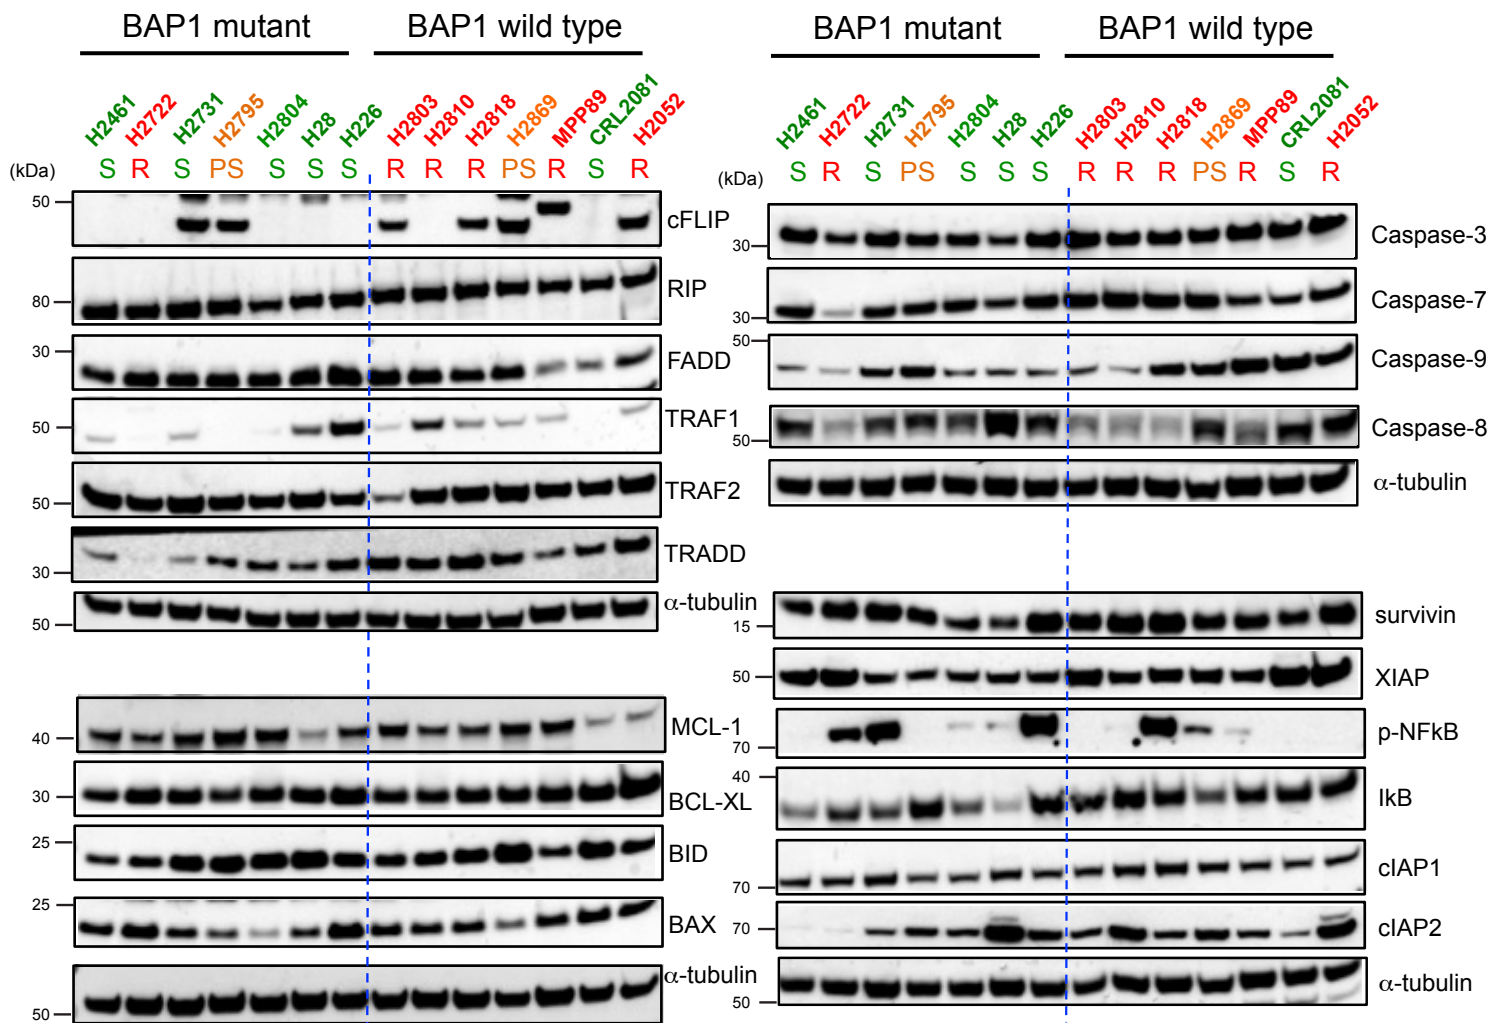 BAP1 mutant BAP1 wild type
H2461 H2722 H2731 H2795 H2804 H28 H226 H2803 H2810 H2818 H2869 MPP89 CRL2081 H2052
(kDa) S R S PS S S S R R R PS R S R
50 cFLIP
80 RIP
30 FADD
50 TRAF1
50 TRAF2
30 TRADD
50 α-tubulin
40 MCL-1
30 BCL-XL
25 BID
25 BAX
50 α-tubulin
BAP1 mutant BAP1 wild type
H2461 H2722 H2731 H2795 H2804 H28 H226 H2803 H2810 H2818 H2869 MPP89 CRL2081 H2052
(kDa) S R S PS S S S R R R PS R S R
30 Caspase-3
30 Caspase-7
50 Caspase-9
50 Caspase-8
α-tubulin
15 survivin
50 XIAP
70 p-NFkB
40 IkB
70 cIAP1
70 cIAP2
50 α-tubulin